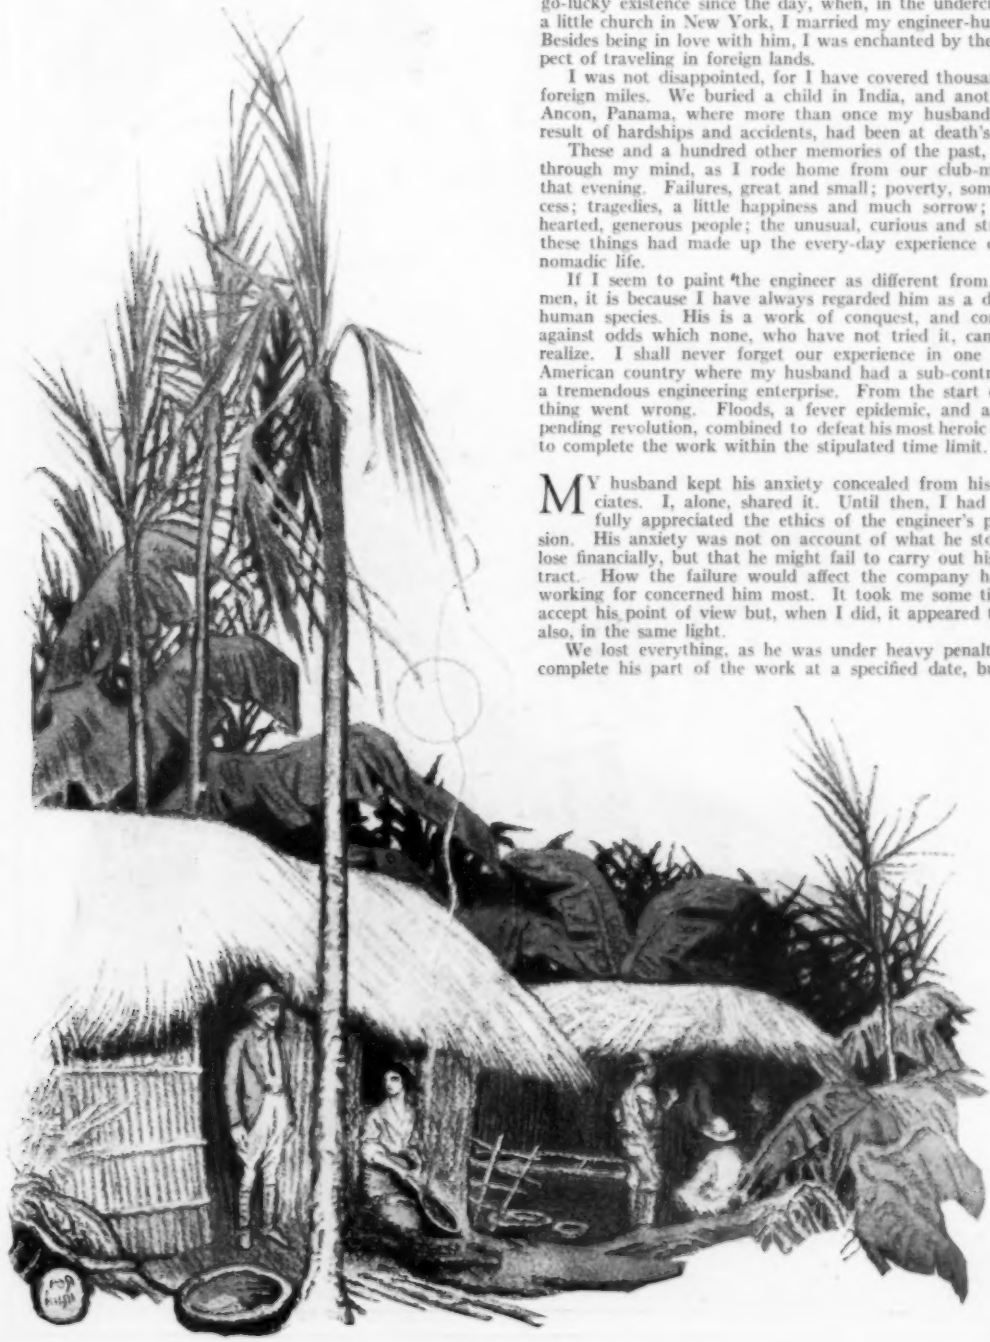 go-lucky existence since the day, when, in the underc
a little church in New York, I married my engineer-hu
Besides being in love with him, I was enchanted by the
pect of traveling in foreign lands.
I was not disappointed, for I have covered thousa
foreign miles. We buried a child in India, and anot
Ancon, Panama, where more than once my husband
result of hardships and accidents, had been at death's
These and a hundred other memories of the past,
through my mind, as I rode home from our club-m
that evening. Failures, great and small; poverty, som
cess; tragedies, a little happiness and much sorrow;
hearted, generous people; the unusual, curious and st
these things had made up the every-day experience
nomadic life.
If I seem to paint the engineer as different from
men, it is because I have always regarded him as a d
human species. His is a work of conquest, and co
against odds which none, who have not tried it, can
realize. I shall never forget our experience in one
American country where my husband had a sub-contr
a tremendous engineering enterprise. From the start
thing went wrong. Floods, a fever epidemic, and a
pending revolution, combined to defeat his most heroic
to complete the work within the stipulated time limit.
MY husband kept his anxiety concealed from his
ciates. I, alone, shared it. Until then, I had
fully appreciated the ethics of the engineer's p
sion. His anxiety was not on account of what he sto
lose financially, but that he might fail to carry out his
tract. How the failure would affect the company h
working for concerned him most. It took me some ti
accept his point of view but, when I did, it appeared t
also, in the same light.
We lost everything, as he was under heavy penalt
complete his part of the work at a specified date, bu